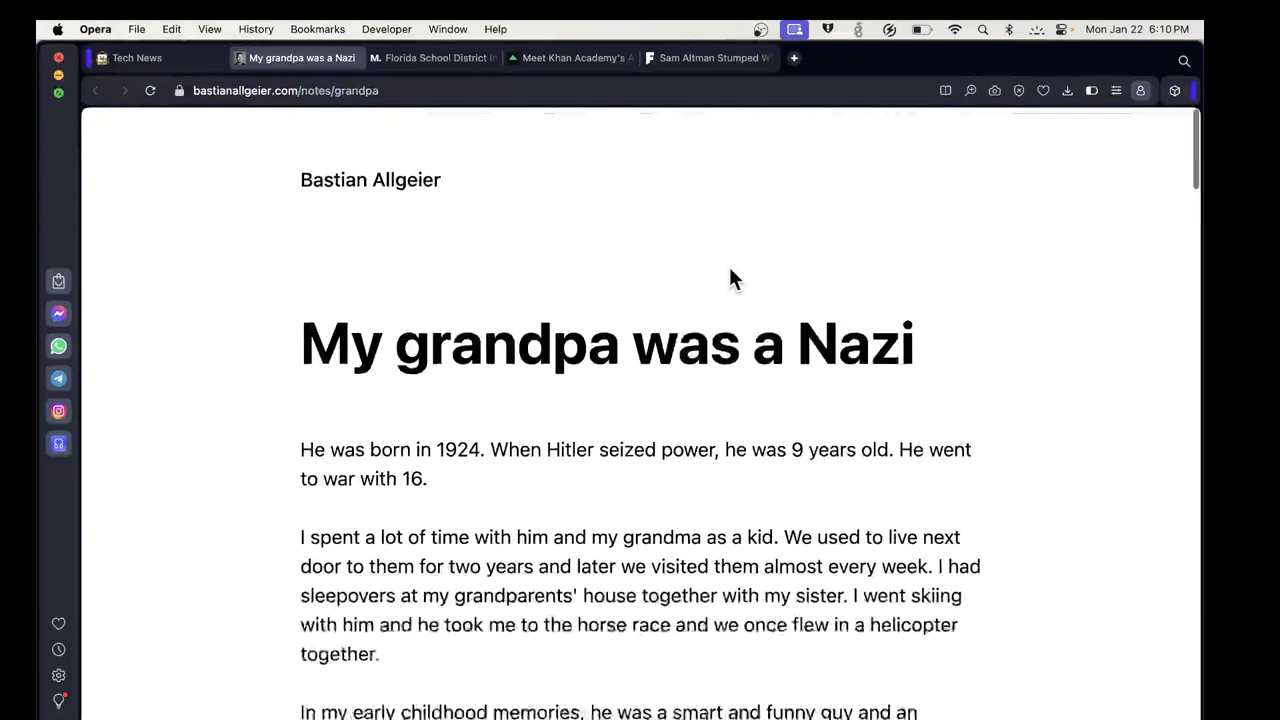 Opera File Edit View History Bookmarks Developer Window Help Mon Jan 22 6:10 PM
Tech News My grandpa was a Nazi M. Florida School District Meet Khan Academy's Sam Altman Stumped
bastianallgeier.com/notes/grandpa
Bastian Allgeier
My grandpa was a Nazi
He was born in 1924. When Hitler seized power, he was 9 years old. He went
to war with 16.
I spent a lot of time with him and my grandma as a kid. We used to live next
door to them for two years and later we visited them almost every week. I had
sleepovers at my grandparents' house together with my sister. I went skiing
with him and he took me to the horse race and we once flew in a helicopter
together.
In my early childhood memories, he was a smart and funny guy and an